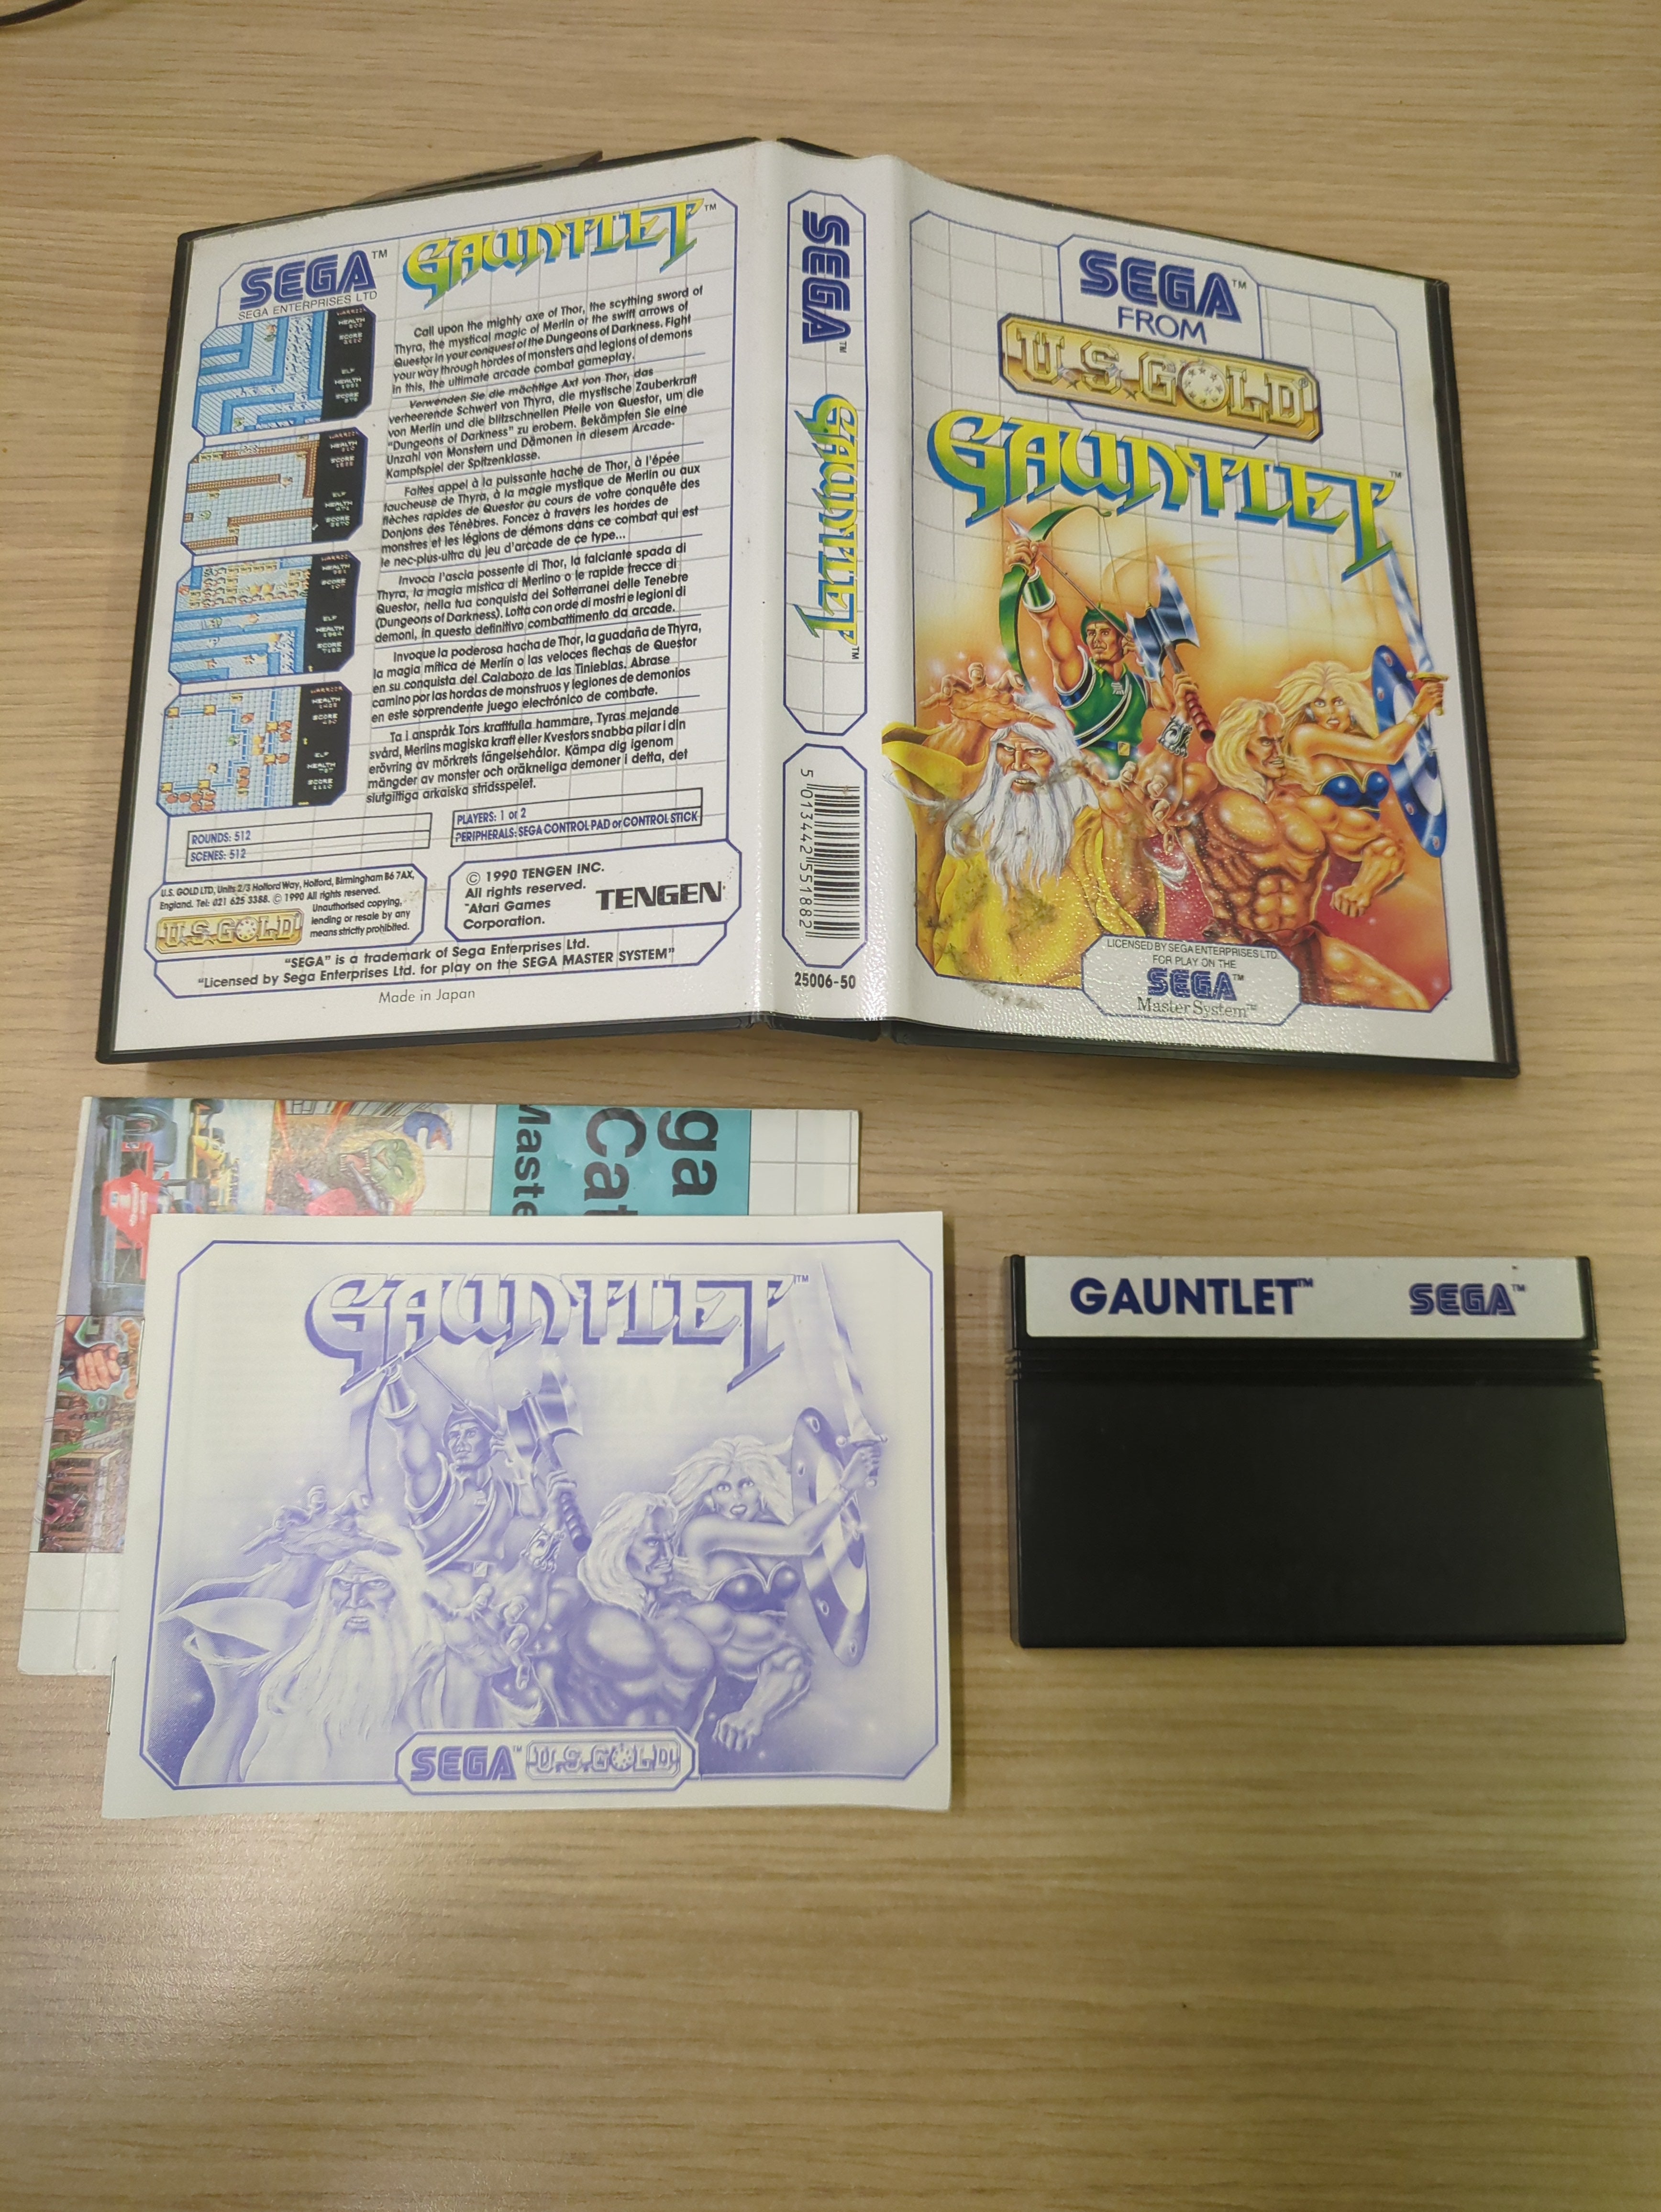 SEGA™
SEGA ENTERPRISES LTD
GAUNTLET™
Call upon the mighty axe of Thor, the scything sword of
Thyra, the mystical magic of Merlin or the swift arrows of
Questor in your conquest of the Dungeons of Darkness. Fight
your way through hordes of monsters and legions of demons
in this, the ultimate arcade combat gameplay.
Verwenden Sie die mächtige Axt von Thor, das
verheerende Schwert von Thyra, die mystische Zauberkraft
von Merlin und die blitzschnellen Pfeile von Questor, um die
"Dungeons of Darkness" zu erobern. Bekämpfen Sie eine
Unzahl von Monstern und Dämonen in diesem Arcade-
Kampfspiel der Spitzenklasse.
Faites appel à la puissante hache de Thor, à l'épée
faucheuse de Thyra, à la magie mystique de Merlin ou aux
flèches rapides de Questor au cours de votre conquête des
Donjons des Ténèbres. Foncez à travers les hordes de
monstres et les légions de démons dans ce combat qui est
le nec-plus-ultra du jeu d'arcade de ce type...
Invoca l'ascia possente di Thor, la falciante spada di
Thyra, la magia mistica di Merlino o le rapide frecce di
Questor, nella tua conquista dei Sotterranei delle Tenebre
(Dungeons of Darkness). Lotta con orde di mostri e legioni di
demoni, in questo definitivo combattimento da arcade.
Invoque la poderosa hacha de Thor, la guadaña de Thyra,
la magia mítica de Merlín o las veloces flechas de Questor
en su conquista del Calabozo de las Tinieblas. Abrase
camino por las hordas de monstruos y legiones de demonios
en este sorprendente juego electrónico de combate.
Ta i anspråk Tors kraftfulla hammare, Tyras mejande
svärd, Merlins magiska kraft eller Kvestors snabba pilar i din
erövring av mörkrets fängelsehålor. Kämpa dig igenom
mängder av monster och oräkneliga demoner i detta, det
slutgiltiga arkaiska stridsspelet.
ROUNDS: 512
SCENES: 512
PLAYERS: 1 or 2
PERIPHERALS: SEGA CONTROL PAD or CONTROL STICK
U.S. GOLD LTD, Units 2/3 Holford Way, Holford, Birmingham B6 7AX,
England. Tel: 021 625 3388. © 1990 All rights reserved.
U.S. GOLD
Unauthorised copying,
lending or resale by any
means strictly prohibited.
© 1990 TENGEN INC.
All rights reserved.
™Atari Games
Corporation.
TENGEN
"SEGA" is a trademark of Sega Enterprises Ltd.
"Licensed by Sega Enterprises Ltd. for play on the SEGA MASTER SYSTEM"
Made in Japan
SEGA™
GAUNTLET™
5 013442 551882
25006-50
SEGA™
FROM
U.S. GOLD
GAUNTLET™
LICENSED BY SEGA ENTERPRISES LTD.
FOR PLAY ON THE
SEGA™
Master System™
ga
Cat
Maste
GAUNTLET™
SEGA™ U.S. GOLD
GAUNTLET™ SEGA™